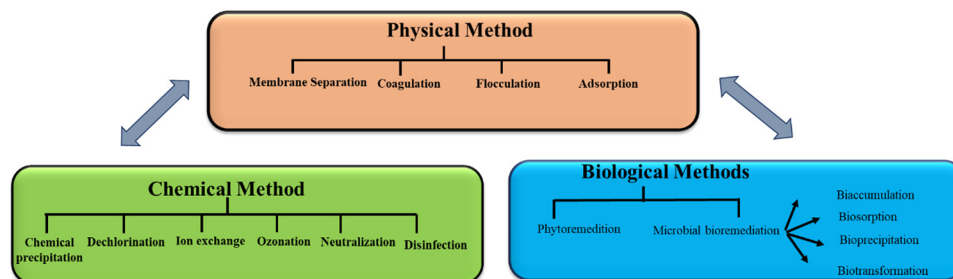 Physical Method
Membrane Separation Coagulation Flocculation Adsorption
Chemical Method
Chemical precipitation Dechlorination Ion exchange Ozonation Neutralization Disinfection
Biological Methods
Phytoremedition Microbial bioremediation
Biaccumulation
Biosorption
Bioprecipitation
Biotransformation